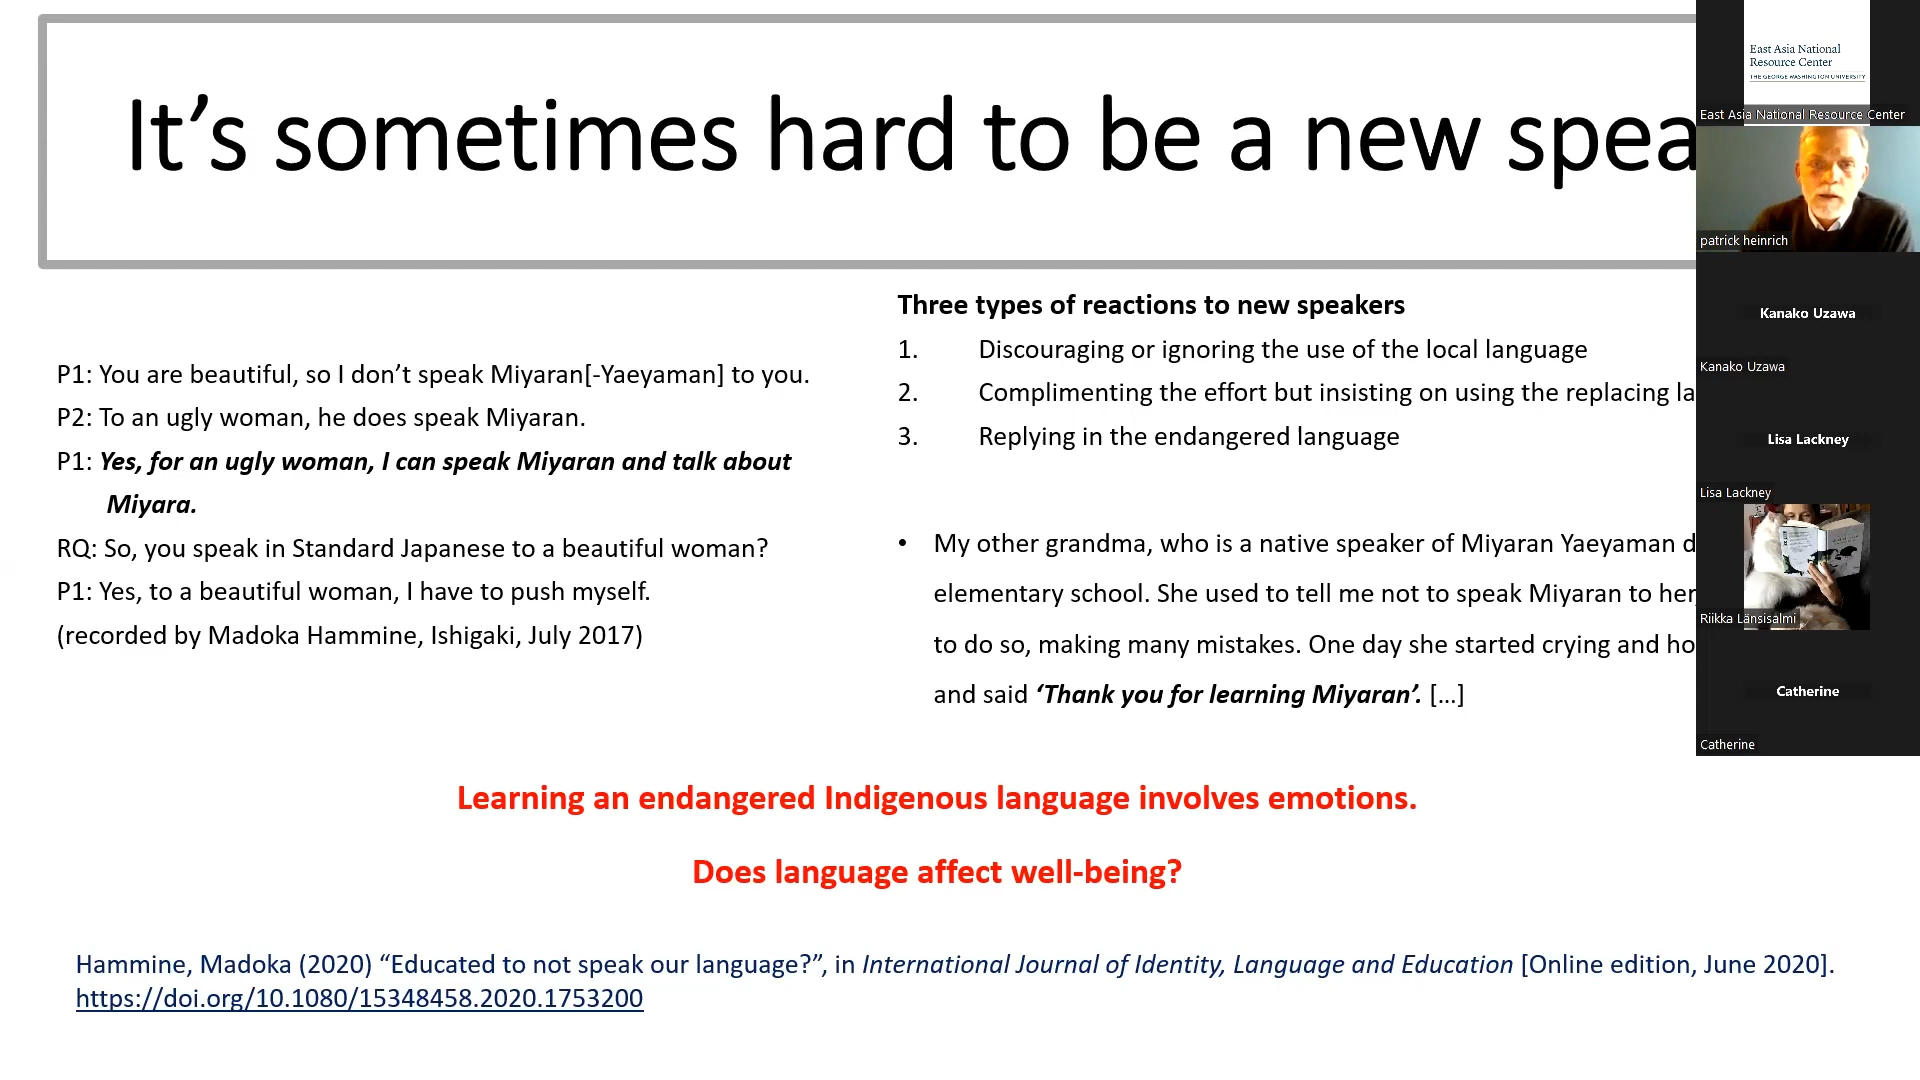 It’s sometimes hard to be a new spea
P1: You are beautiful, so I don’t speak Miyaran[-Yaeyaman] to you.
P2: To an ugly woman, he does speak Miyaran.
P1: Yes, for an ugly woman, I can speak Miyaran and talk about
Miyara.
RQ: So, you speak in Standard Japanese to a beautiful woman?
P1: Yes, to a beautiful woman, I have to push myself.
(recorded by Madoka Hammine, Ishigaki, July 2017)
Three types of reactions to new speakers
1. Discouraging or ignoring the use of the local language
2. Complimenting the effort but insisting on using the replacing la
3. Replying in the endangered language
• My other grandma, who is a native speaker of Miyaran Yaeyaman d
elementary school. She used to tell me not to speak Miyaran to her
to do so, making many mistakes. One day she started crying and ho
and said ‘Thank you for learning Miyaran’. […]
Learning an endangered Indigenous language involves emotions.
Does language affect well-being?
Hammine, Madoka (2020) “Educated to not speak our language?”, in International Journal of Identity, Language and Education [Online edition, June 2020].
https://doi.org/10.1080/15348458.2020.1753200
East Asia National
Resource Center
THE GEORGE WASHINGTON UNIVERSITY
East Asia National Resource Center
patrick heinrich
Kanako Uzawa
Kanako Uzawa
Lisa Lackney
Lisa Lackney
Riikka Länsisalmi
Catherine
Catherine